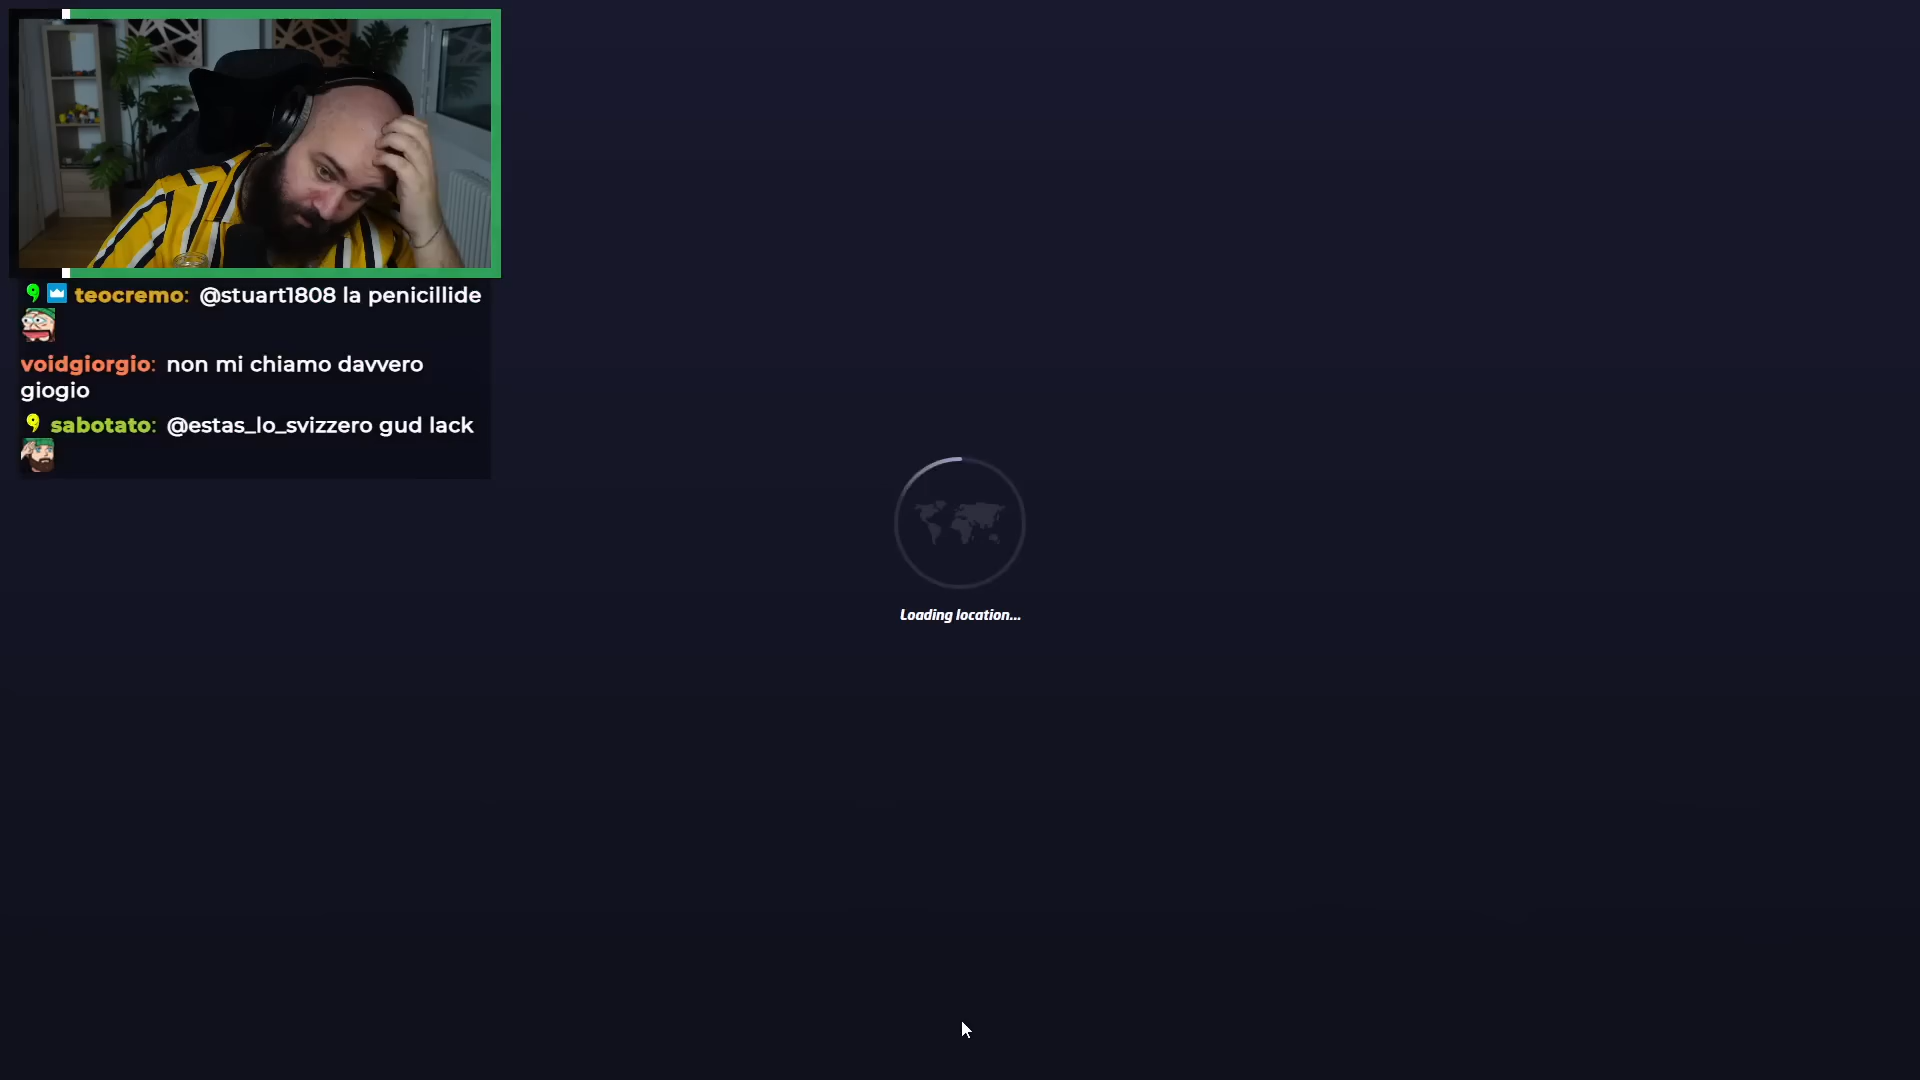 teocremo: @stuart1808 la penicillide
voidgiorgio: non mi chiamo davvero
giogio
sabotato: @estas_lo_svizzero gud lack
Loading location...